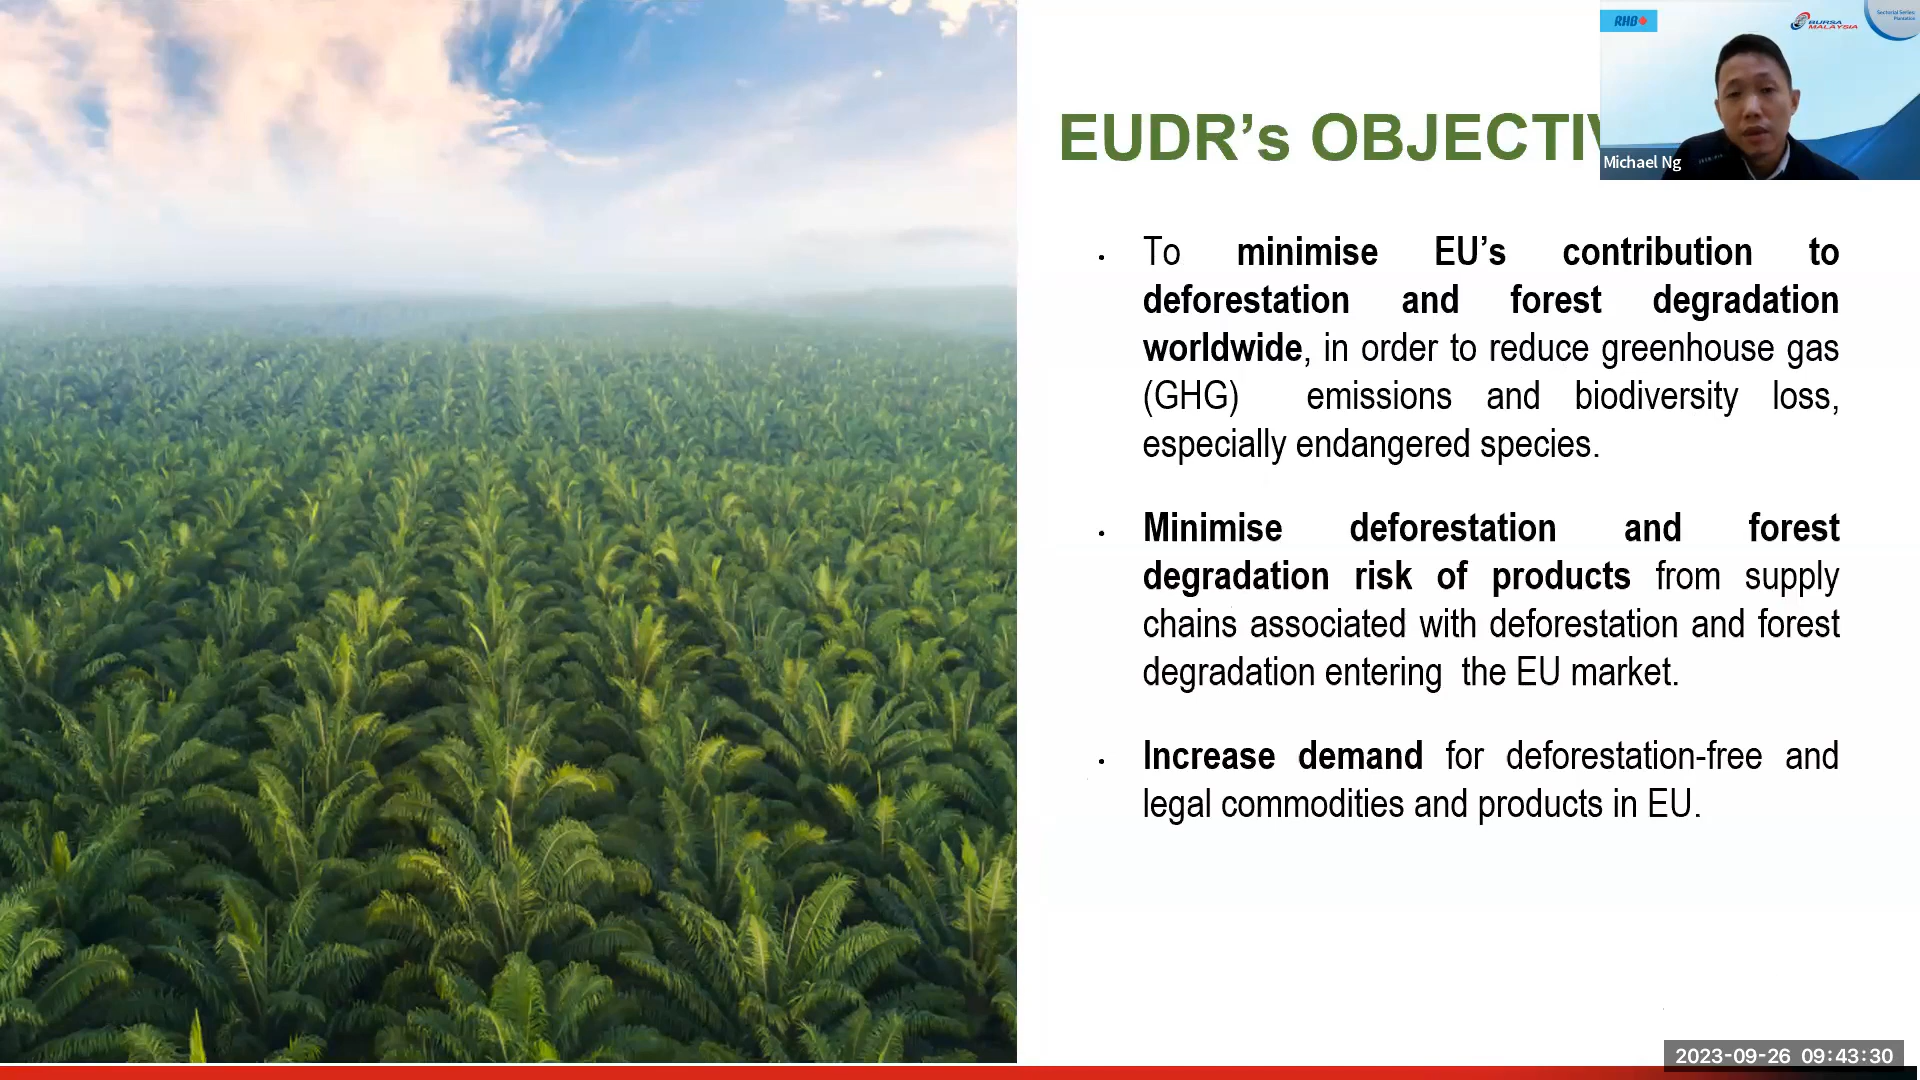 EUDR's OBJECTIV
RHB
BURSA
MALAYSIA
Michael Ng
• To minimise EU's contribution to
deforestation and forest degradation
worldwide, in order to reduce greenhouse gas
(GHG) emissions and biodiversity loss,
especially endangered species.
• Minimise deforestation and forest
degradation risk of products from supply
chains associated with deforestation and forest
degradation entering the EU market.
• Increase demand for deforestation-free and
legal commodities and products in EU.
2023-09-26 09:43:30